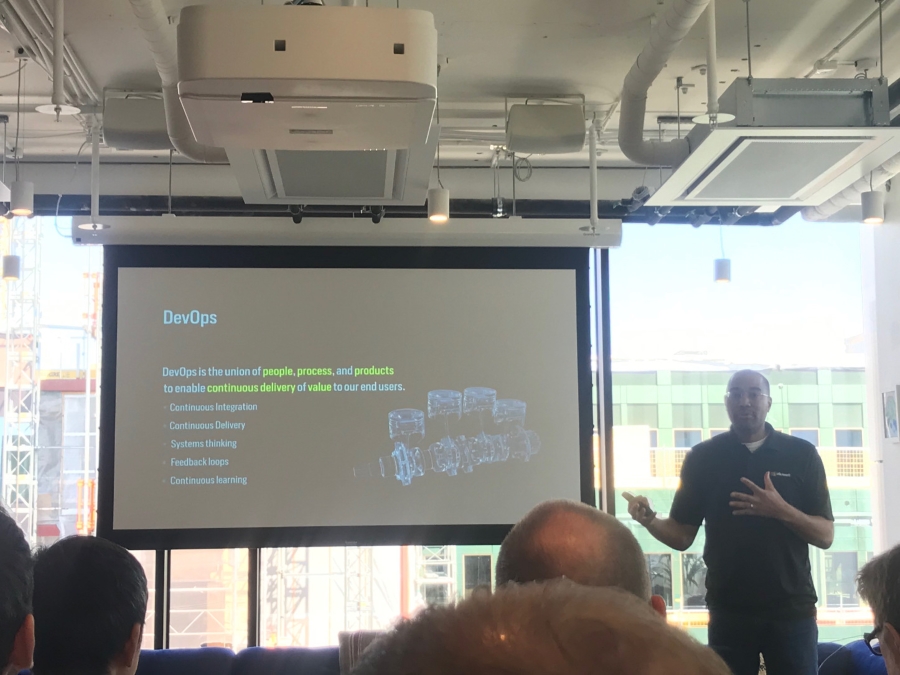 DevOps
DevOps is the union of people, process, and products
to enable continuous delivery of value to our end users.
Continuous Integration
Continuous Delivery
Systems thinking
Feedback loops
Continuous learning